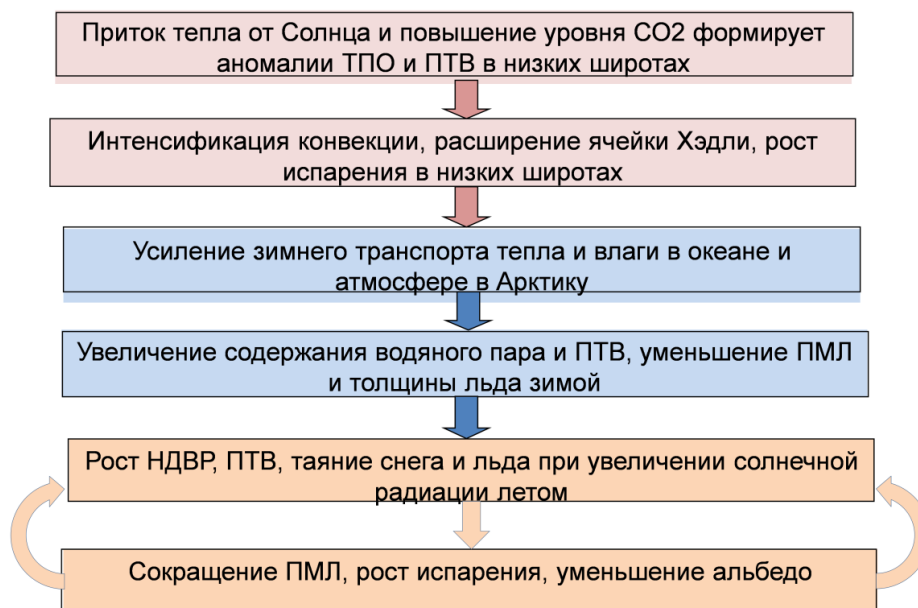 Приток тепла от Солнца и повышение уровня СО2 формирует
аномалии ТПО и ПТВ в низких широтах
Интенсификация конвекции, расширение ячейки Хэдли, рост
испарения в низких широтах
Усиление зимнего транспорта тепла и влаги в океане и
атмосфере в Арктику
Увеличение содержания водяного пара и ПТВ, уменьшение ПМЛ
и толщины льда зимой
Рост НДВР, ПТВ, таяние снега и льда при увеличении солнечной
радиации летом
Сокращение ПМЛ, рост испарения, уменьшение альбедо